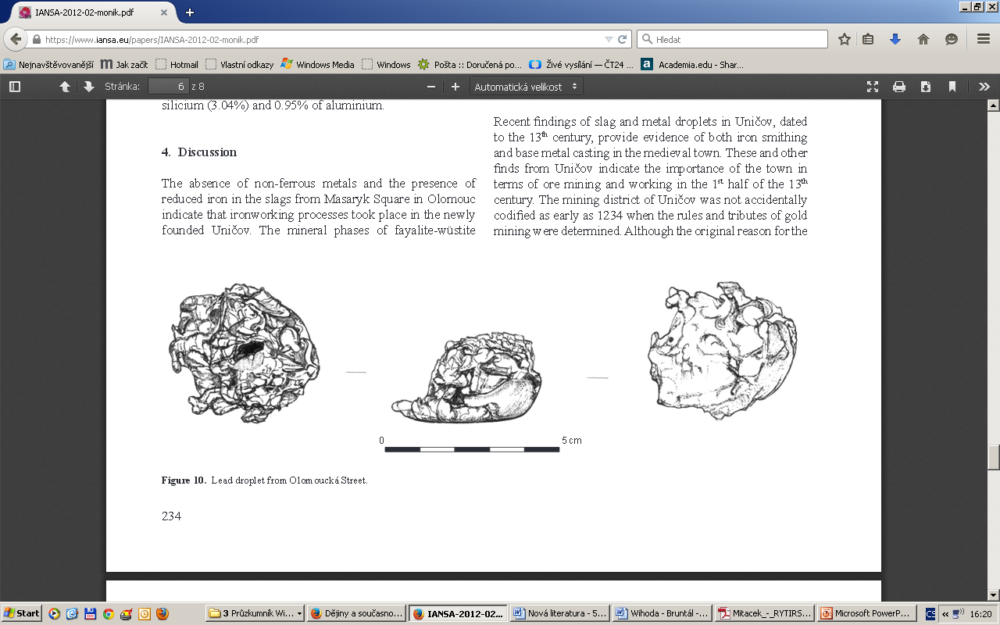 IANSA-2012-02-monik.pdf
https://www.iansa.eu/papers/IANSA-2012-02-monik.pdf
Hledat
Nejnavštěvovanější
Jak začít
Hotmail
Vlastní odkazy
Windows Media
Windows
Pošta :: Doručená po...
Živé vysílání — ČT24 ...
Academia.edu - Shar...
Stránka:
6
z 8
Automatická velikost
silicium (3.04%) and 0.95% of aluminium.
4. Discussion
The absence of non-ferrous metals and the presence of
reduced iron in the slags from Masaryk Square in Olomouc
indicate that ironworking processes took place in the newly
founded Uničov. The mineral phases of fayalite-wüstite
Recent findings of slag and metal droplets in Uničov, dated
to the 13th century, provide evidence of both iron smithing
and base metal casting in the medieval town. These and other
finds from Uničov indicate the importance of the town in
terms of ore mining and working in the 1st half of the 13th
century. The mining district of Uničov was not accidentally
codified as early as 1234 when the rules and tributes of gold
mining were determined. Although the original reason for the
0
5 cm
Figure 10. Lead droplet from Olomoucká Street.
234
Start
3 Průzkumník Wi...
Dějiny a současno...
IANSA-2012-02...
Nová literatura - 5...
Wihoda - Bruntál -...
Mitacek_-_RYTIRS...
Microsoft PowerP...
CS
16:20